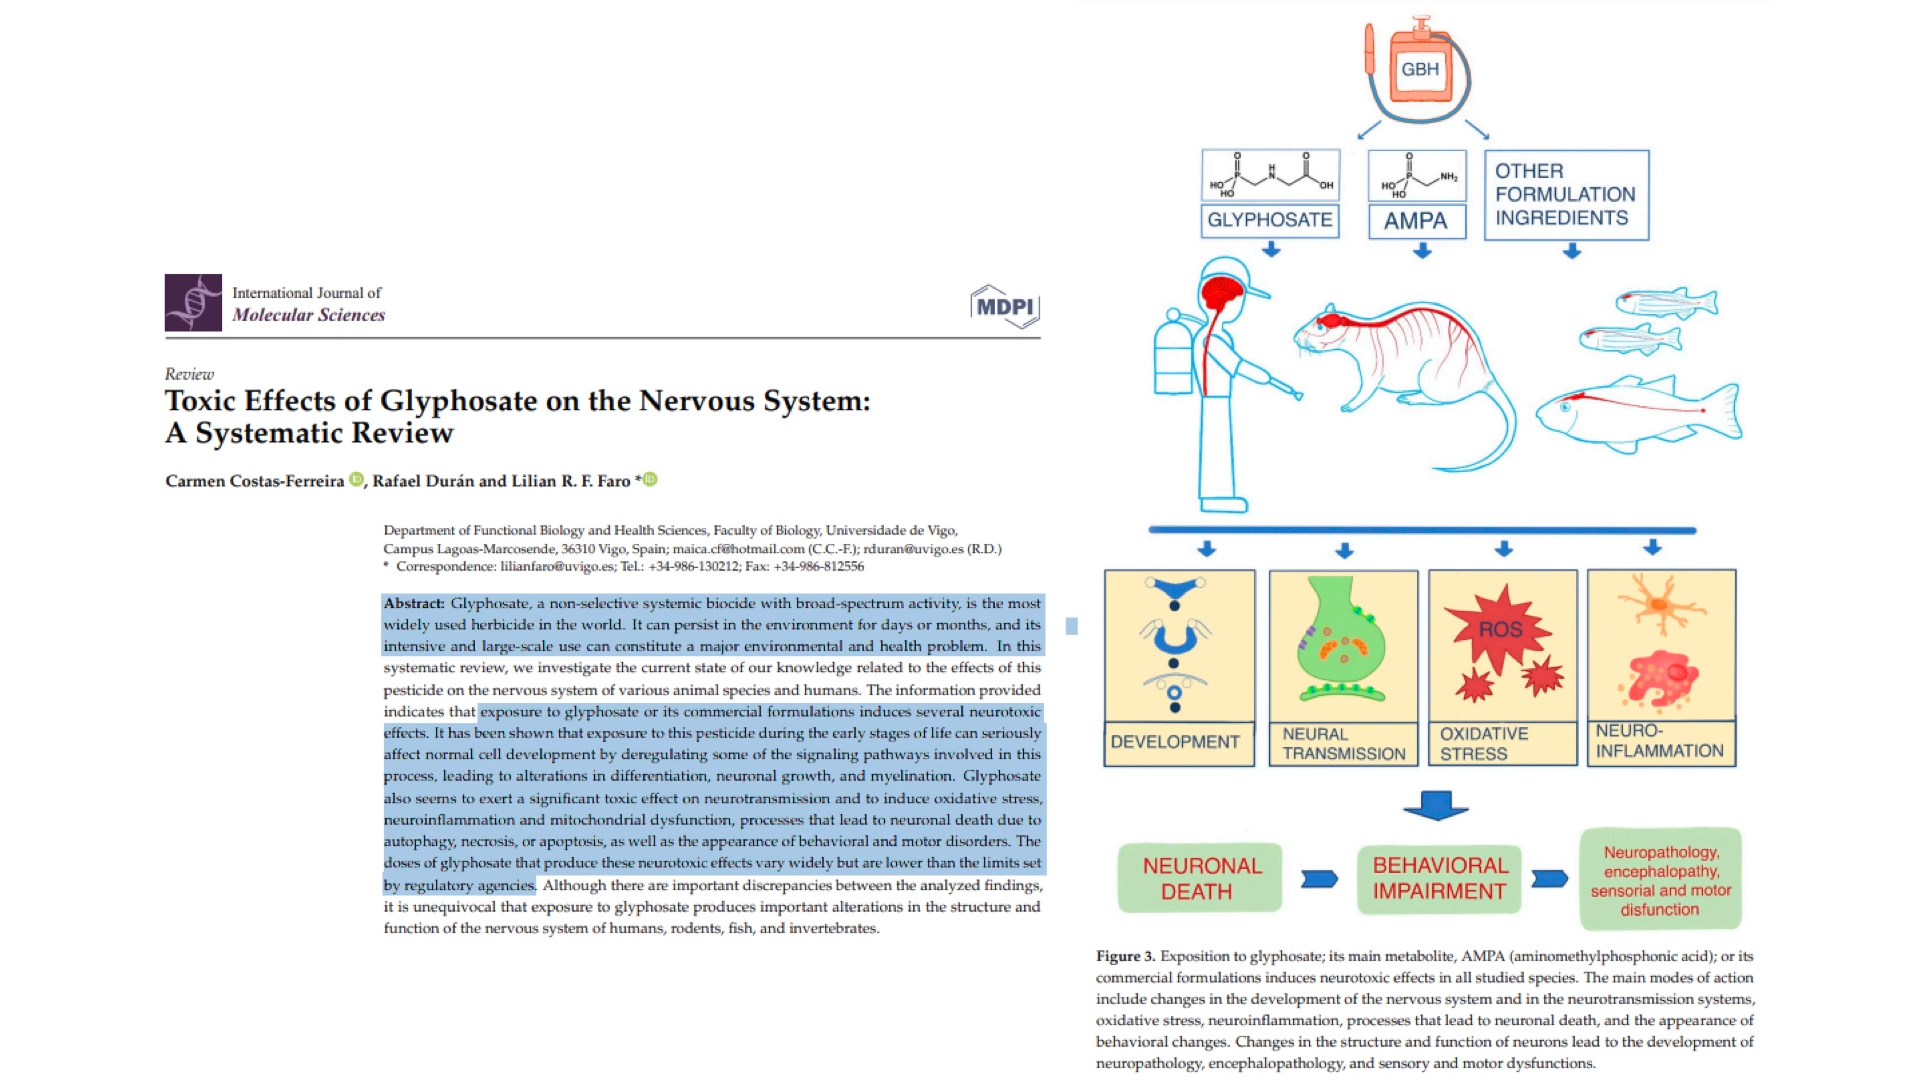 International Journal of
Molecular Sciences
MDPI
Review
Toxic Effects of Glyphosate on the Nervous System:
A Systematic Review
Carmen Costas-Ferreira iD, Rafael Durán and Lilian R. F. Faro * iD
Department of Functional Biology and Health Sciences, Faculty of Biology, Universidade de Vigo,
Campus Lagoas-Marcosende, 36310 Vigo, Spain; maica.cf@hotmail.com (C.C.-F.); rduran@uvigo.es (R.D.)
* Correspondence: lilianfaro@uvigo.es; Tel.: +34-986-130212; Fax: +34-986-812556
Abstract: Glyphosate, a non-selective systemic biocide with broad-spectrum activity, is the most
widely used herbicide in the world. It can persist in the environment for days or months, and its
intensive and large-scale use can constitute a major environmental and health problem. In this
systematic review, we investigate the current state of our knowledge related to the effects of this
pesticide on the nervous system of various animal species and humans. The information provided
indicates that exposure to glyphosate or its commercial formulations induces several neurotoxic
effects. It has been shown that exposure to this pesticide during the early stages of life can seriously
affect normal cell development by deregulating some of the signaling pathways involved in this
process, leading to alterations in differentiation, neuronal growth, and myelination. Glyphosate
also seems to exert a significant toxic effect on neurotransmission and to induce oxidative stress,
neuroinflammation and mitochondrial dysfunction, processes that lead to neuronal death due to
autophagy, necrosis, or apoptosis, as well as the appearance of behavioral and motor disorders. The
doses of glyphosate that produce these neurotoxic effects vary widely but are lower than the limits set
by regulatory agencies. Although there are important discrepancies between the analyzed findings,
it is unequivocal that exposure to glyphosate produces important alterations in the structure and
function of the nervous system of humans, rodents, fish, and invertebrates.
GBH
O
HO
P
HO
H
N
O
OH
GLYPHOSATE
O
HO
P
HO
NH2
AMPA
OTHER
FORMULATION
INGREDIENTS
DEVELOPMENT
NEURAL
TRANSMISSION
ROS
OXIDATIVE
STRESS
NEURO-
INFLAMMATION
NEURONAL
DEATH
BEHAVIORAL
IMPAIRMENT
Neuropathology,
encephalopathy,
sensorial and motor
disfunction
Figure 3. Exposition to glyphosate; its main metabolite, AMPA (aminomethylphosphonic acid); or its
commercial formulations induces neurotoxic effects in all studied species. The main modes of action
include changes in the development of the nervous system and in the neurotransmission systems,
oxidative stress, neuroinflammation, processes that lead to neuronal death, and the appearance of
behavioral changes. Changes in the structure and function of neurons lead to the development of
neuropathology, encephalopathology, and sensory and motor dysfunctions.